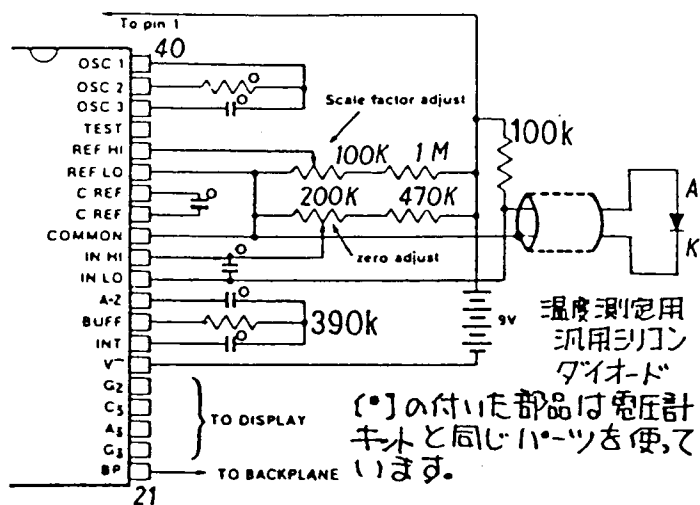 To pin 1
40
OSC 1
OSC 2
OSC 3
TEST
REF HI
REF LO
C REF
C REF
COMMON
IN HI
IN LO
A-Z
BUFF
INT
V−
G2
C3
A3
G3
BP
21
Scale factor adjust
100K 1M
200K 470K
zero adjust
100k
A
K
390k
9V
TO DISPLAY
TO BACKPLANE
温度測定用
汎用シリコン
ダイオード
[•]の付いた部品は電圧計
キットと同じパーツを使って
います。